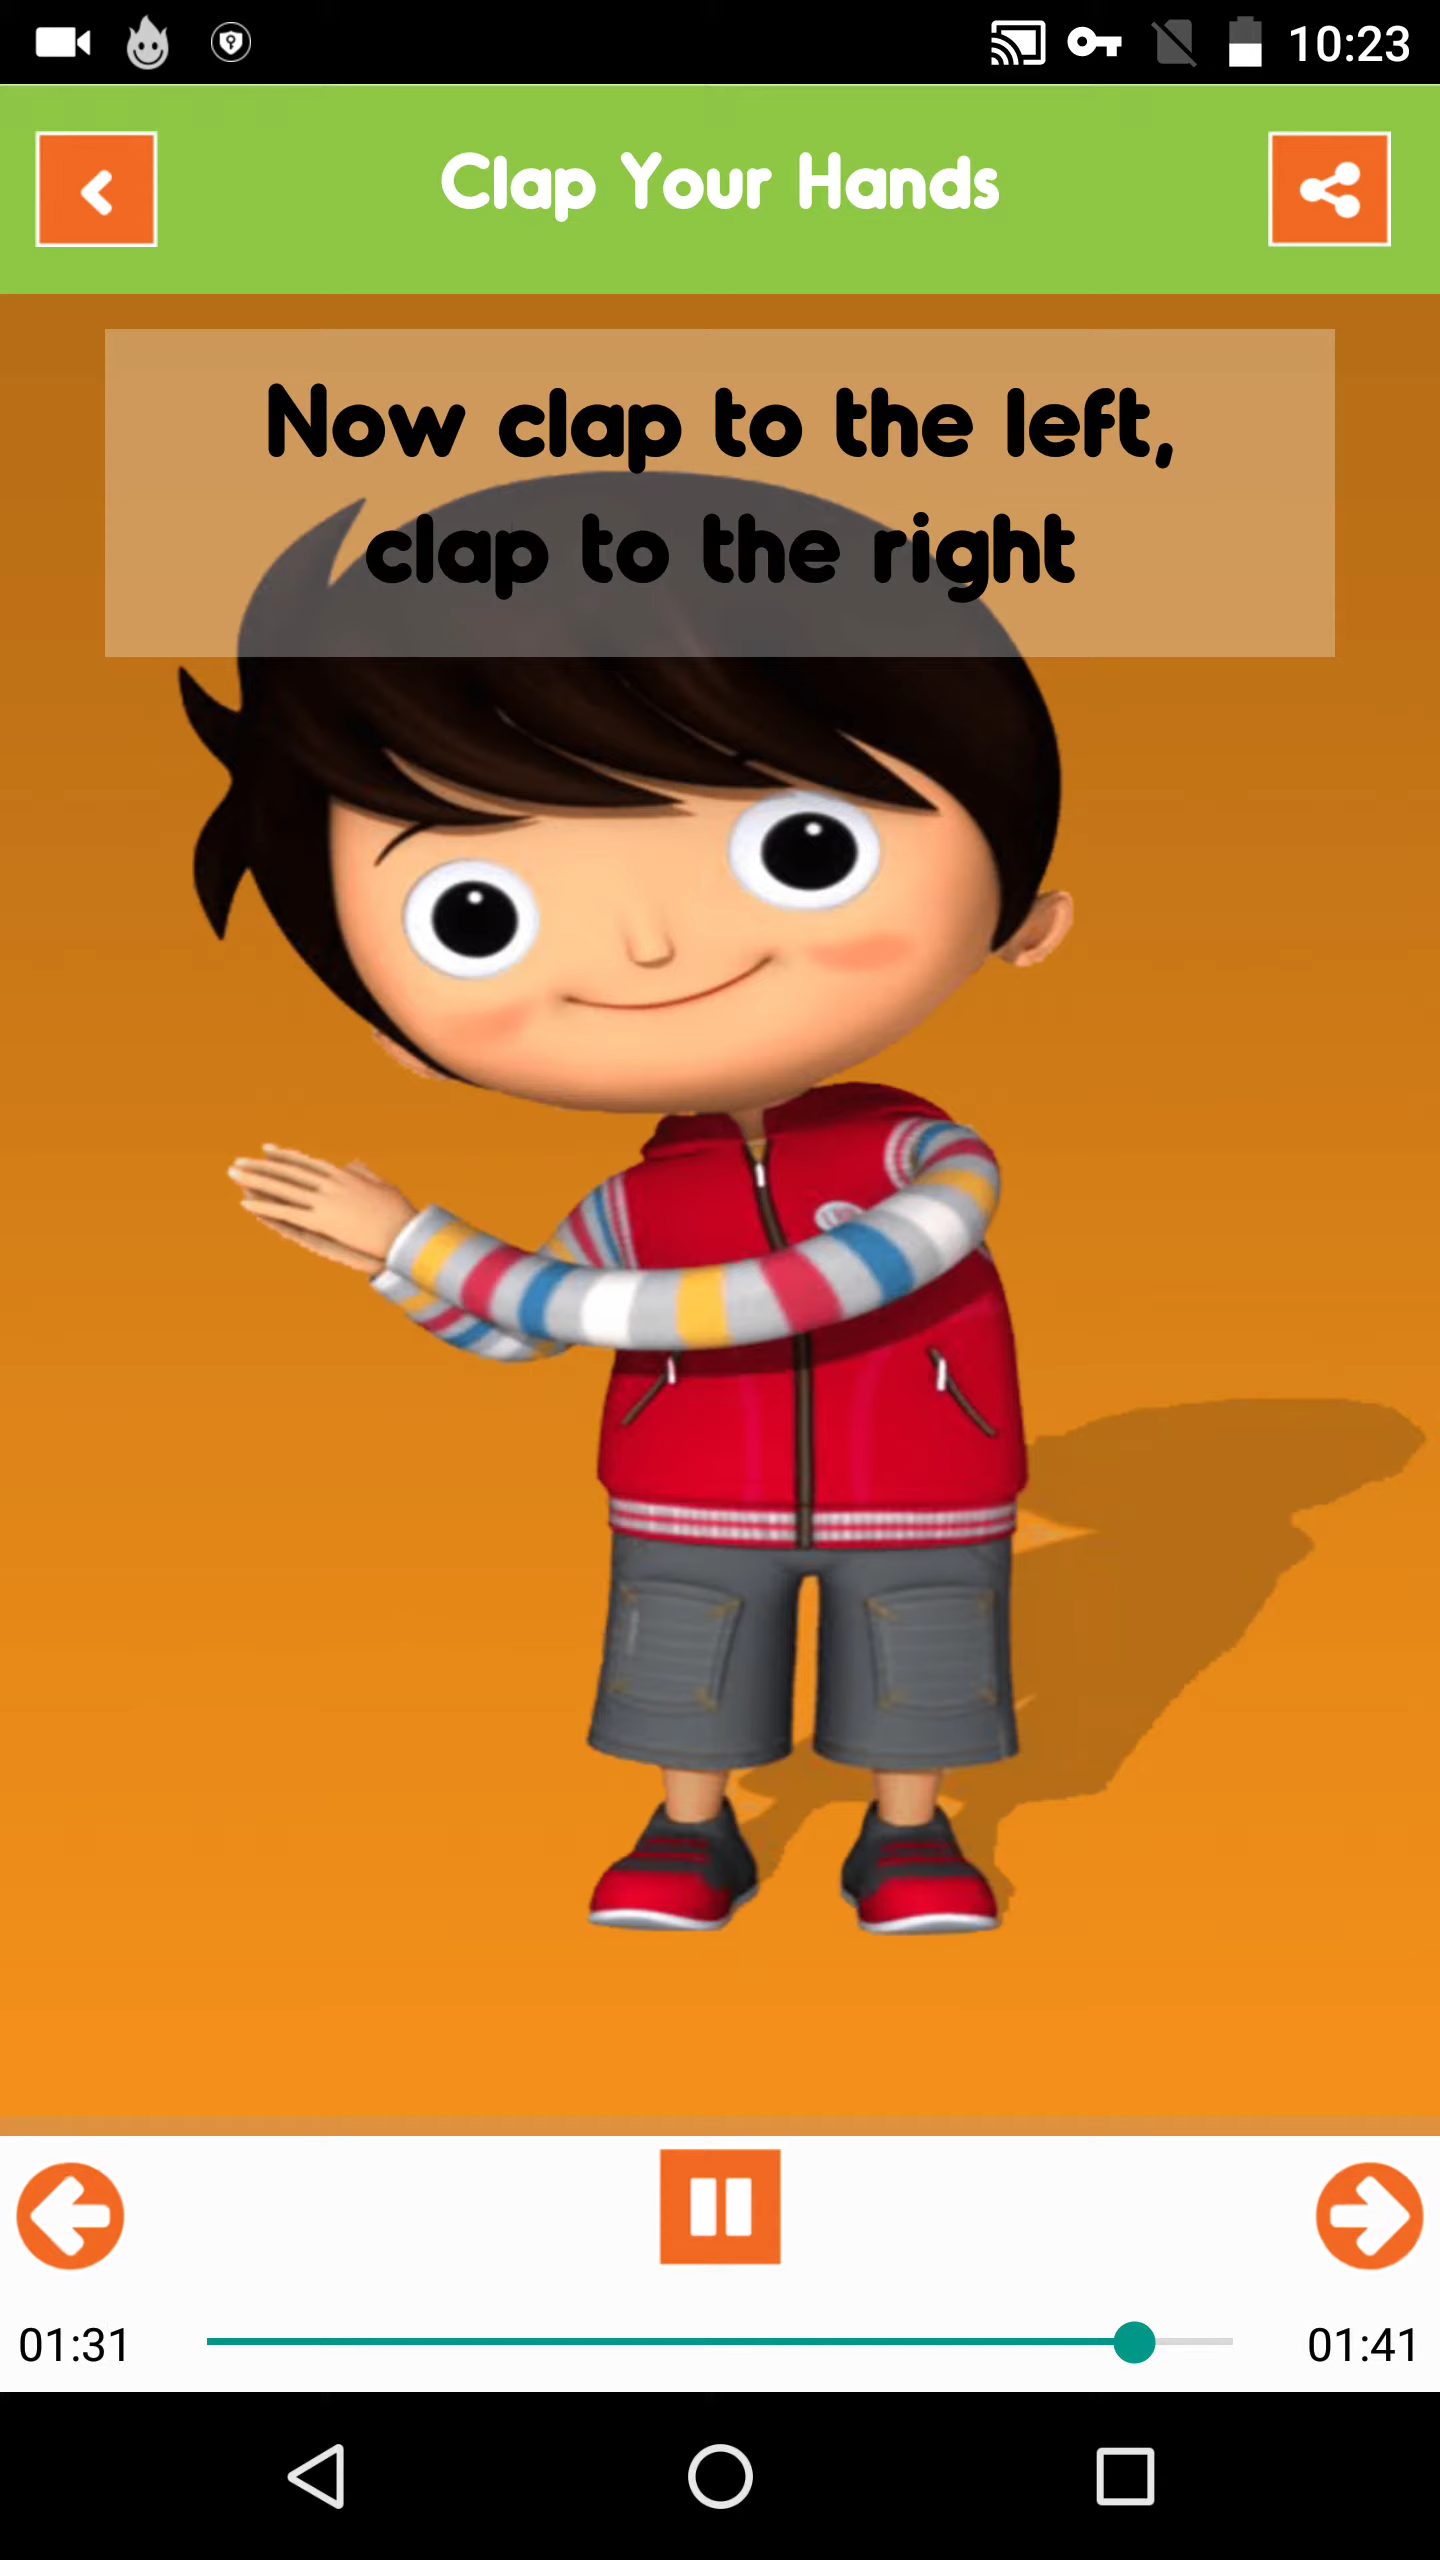 10:23
Clap Your Hands
Now clap to the left,
clap to the right
01:31
01:41